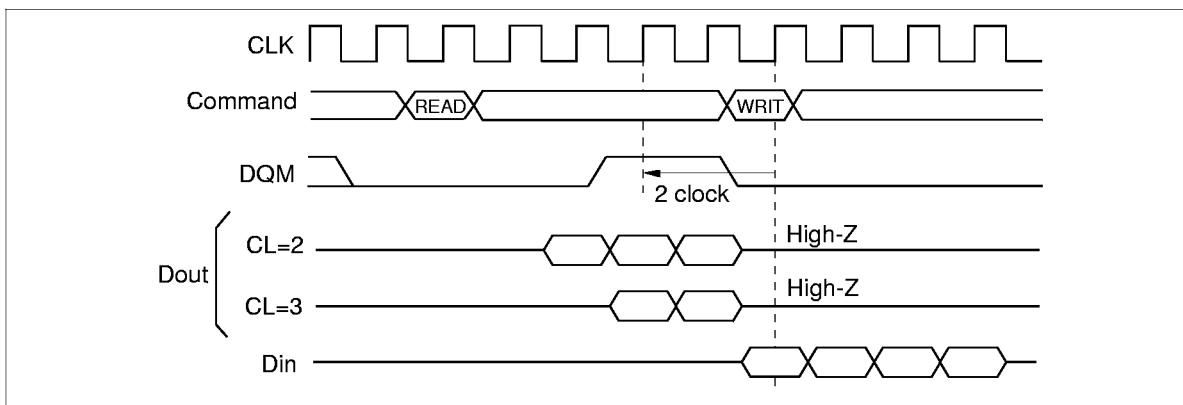 CLK
Command READ WRIT
DQM
2 clock
CL=2 High-Z
Dout
CL=3 High-Z
Din